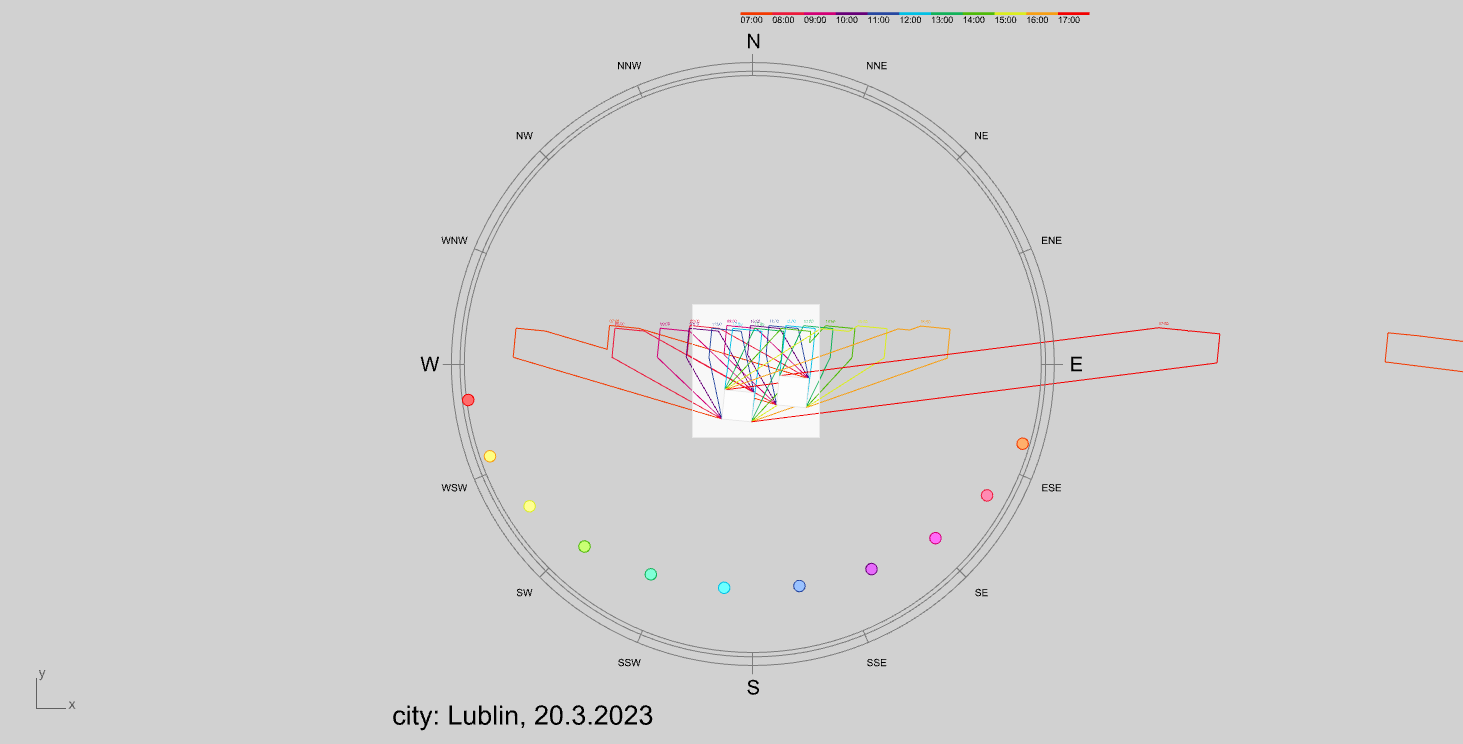 07:00 08:00 09:00 10:00 11:00 12:00 13:00 14:00 15:00 16:00 17:00
N
NNW NNE
NW NE
WNW ENE
W E
WSW ESE
SW SE
SSW SSE
S
y
x
city: Lublin, 20.3.2023